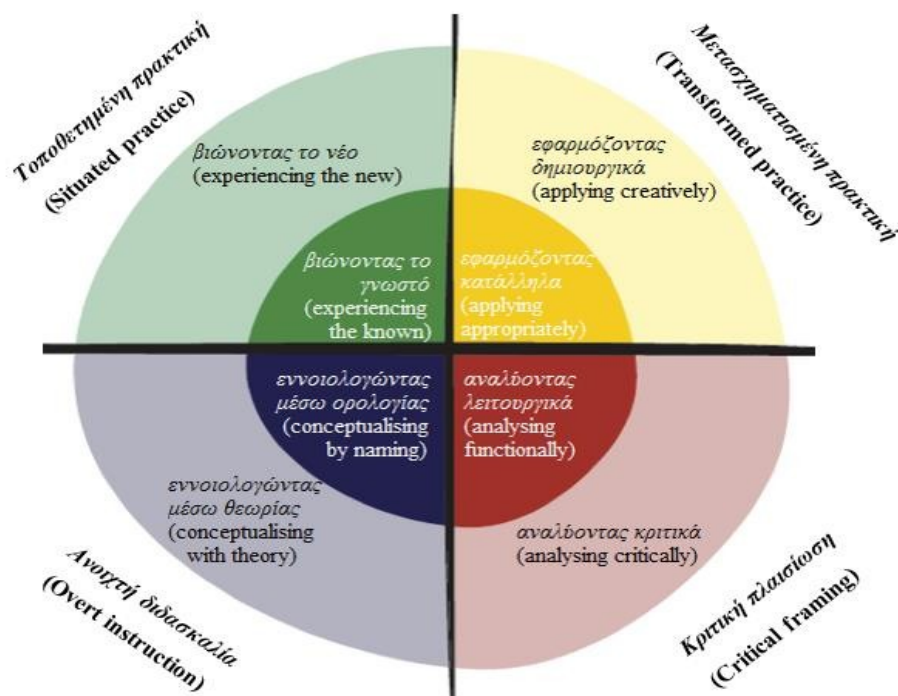 Τοποθετημένη πρακτική
(Situated practice)
Μετασχηματισμένη πρακτική
(Transformed practice)
βιώνοντας το νέο
(experiencing the new)
εφαρμόζοντας
δημιουργικά
(applying creatively)
βιώνοντας το
γνωστό
(experiencing
the known)
εφαρμόζοντας
κατάλληλα
(applying
appropriately)
εννοιολογώντας
μέσω ορολογίας
(conceptualising
by naming)
αναλύοντας
λειτουργικά
(analysing
functionally)
εννοιολογώντας
μέσω θεωρίας
(conceptualising
with theory)
αναλύοντας κριτικά
(analysing critically)
Ανοιχτή διδασκαλία
(Overt instruction)
Κριτική πλαισίωση
(Critical framing)